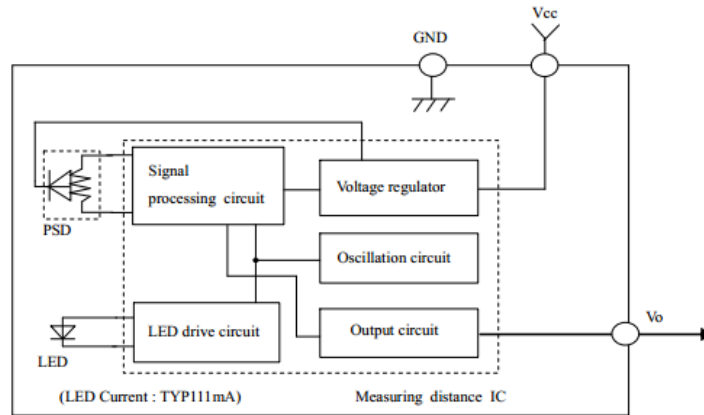 Vcc
GND
Signal
processing circuit
Voltage regulator
PSD
Oscillation circuit
LED drive circuit
Output circuit
Vo
LED
(LED Current : TYP111mA)
Measuring distance IC